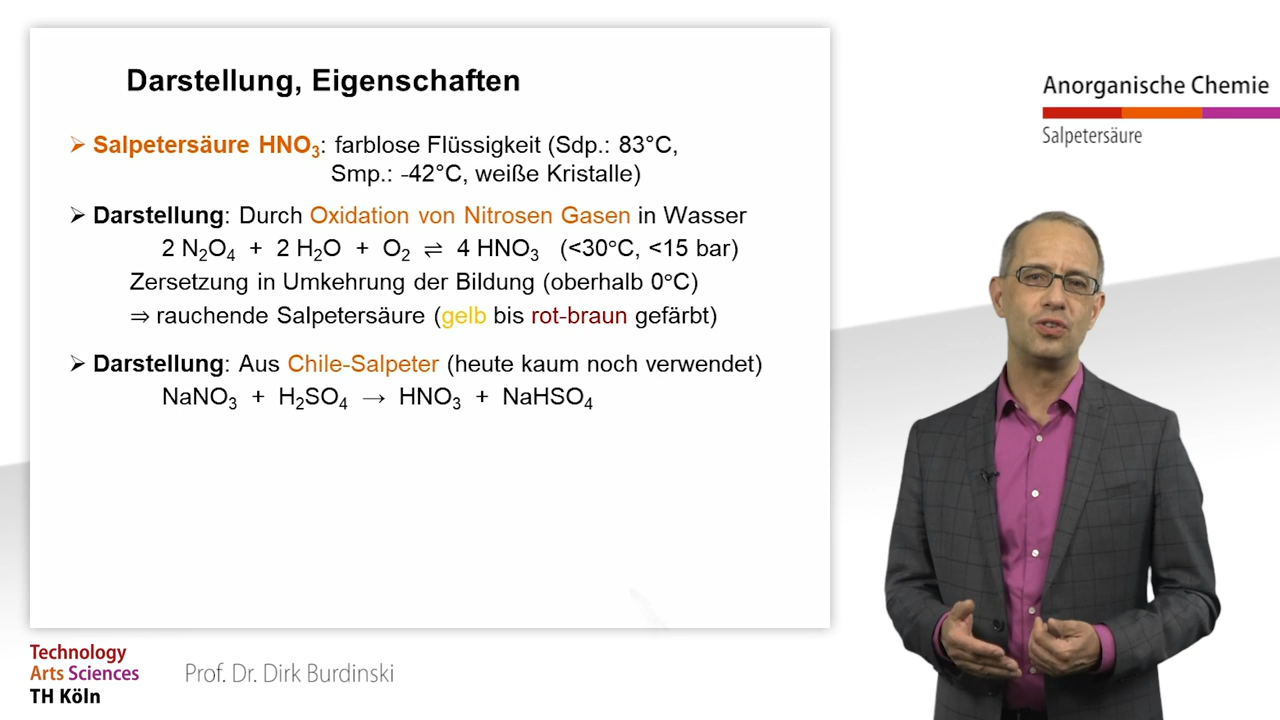 Darstellung, Eigenschaften
➢ Salpetersäure HNO₃: farblose Flüssigkeit (Sdp.: 83°C,
Smp.: -42°C, weiße Kristalle)
➢ Darstellung: Durch Oxidation von Nitrosen Gasen in Wasser
2 N₂O₄ + 2 H₂O + O₂ ⇌ 4 HNO₃ (<30°C, <15 bar)
Zersetzung in Umkehrung der Bildung (oberhalb 0°C)
⇒ rauchende Salpetersäure (gelb bis rot-braun gefärbt)
➢ Darstellung: Aus Chile-Salpeter (heute kaum noch verwendet)
NaNO₃ + H₂SO₄ → HNO₃ + NaHSO₄
Anorganische Chemie
Salpetersäure
Technology
Arts Sciences
TH Köln
Prof. Dr. Dirk Burdinski